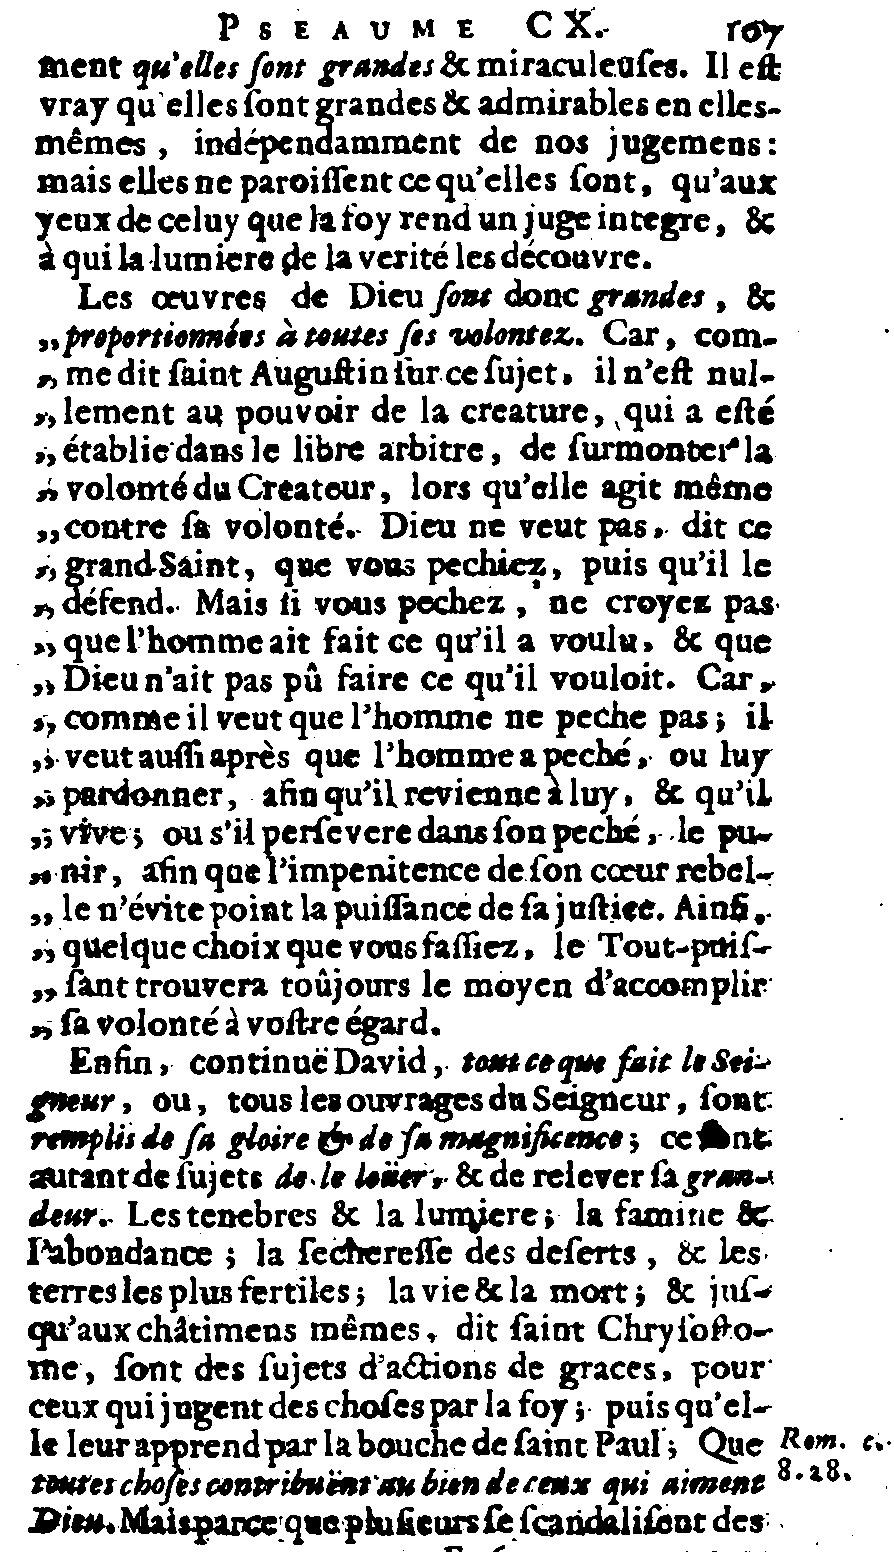 PSEAUME CX. 107
ment qu'elles ſont grandes & miraculeuſes. Il eſt
vray qu'elles ſont grandes & admirables en elles-
mêmes, indépendamment de nos jugemens:
mais elles ne paroiſſent ce qu'elles ſont, qu'aux
yeux de celuy que la foy rend un juge integre, &
à qui la lumiere de la verité les découvre.
Les œuvres de Dieu ſont donc grandes, &
„ proportionnées à toutes ſes volontez. Car, com-
„ me dit ſaint Auguſtin ſur ce ſujet, il n'eſt nul-
„ lement au pouvoir de la creature, qui a eſté
„ établie dans le libre arbitre, de ſurmonter la
„ volonté du Createur, lors qu'elle agit même
„ contre ſa volonté. Dieu ne veut pas, dit ce
„ grand Saint, que vous pechiez, puis qu'il le
„ défend. Mais ſi vous pechez, ne croyez pas
„ que l'homme ait fait ce qu'il a voulu, & que
„ Dieu n'ait pas pû faire ce qu'il vouloit. Car,
„ comme il veut que l'homme ne peche pas; il
„ veut auſſi après que l'homme a peché, ou luy
„ pardonner, afin qu'il revienne à luy, & qu'il
„ vive; ou s'il perſevere dans ſon peché, le pu-
„ nir, afin que l'impenitence de ſon cœur rebel-
„ le n'évite point la puiſſance de ſa juſtice. Ainſi,
„ quelque choix que vous faſſiez, le Tout-puiſ-
„ ſant trouvera toûjours le moyen d'accomplir
„ ſa volonté à voſtre égard.
Enfin, continuë David, tout ce que fait le Sei-
gneur, ou, tous les ouvrages du Seigneur, ſont
remplis de ſa gloire & de ſa magnificence; ce ſont
autant de ſujets de le loüer, & de relever ſa gran-
deur. Les tenebres & la lumiere; la famine &
l'abondance; la ſechereſſe des deſerts, & les
terres les plus fertiles; la vie & la mort; & juſ-
qu'aux châtimens mêmes, dit ſaint Chryſoſto-
me, ſont des ſujets d'actions de graces, pour
ceux qui jugent des choſes par la foy; puis qu'el-
le leur apprend par la bouche de ſaint Paul; Que
Rom. c.
8. 28.
toutes choſes contribuënt au bien de ceux qui aiment
Dieu. Mais parce que pluſieurs ſe ſcandaliſent des